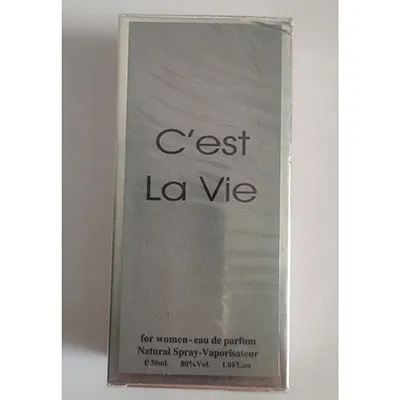 C'est
La Vie
for women-eau de parfum
Natural Spray-Vaporisateur
e 30ml. 80%Vol. 1.0FL.oz